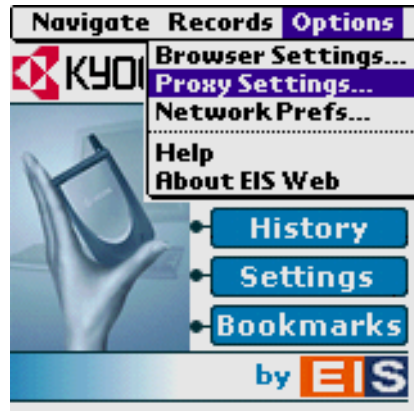 Navigate Records Options
Browser Settings...
Proxy Settings...
Network Prefs...
Help
About EIS Web
History
Settings
Bookmarks
by EIS